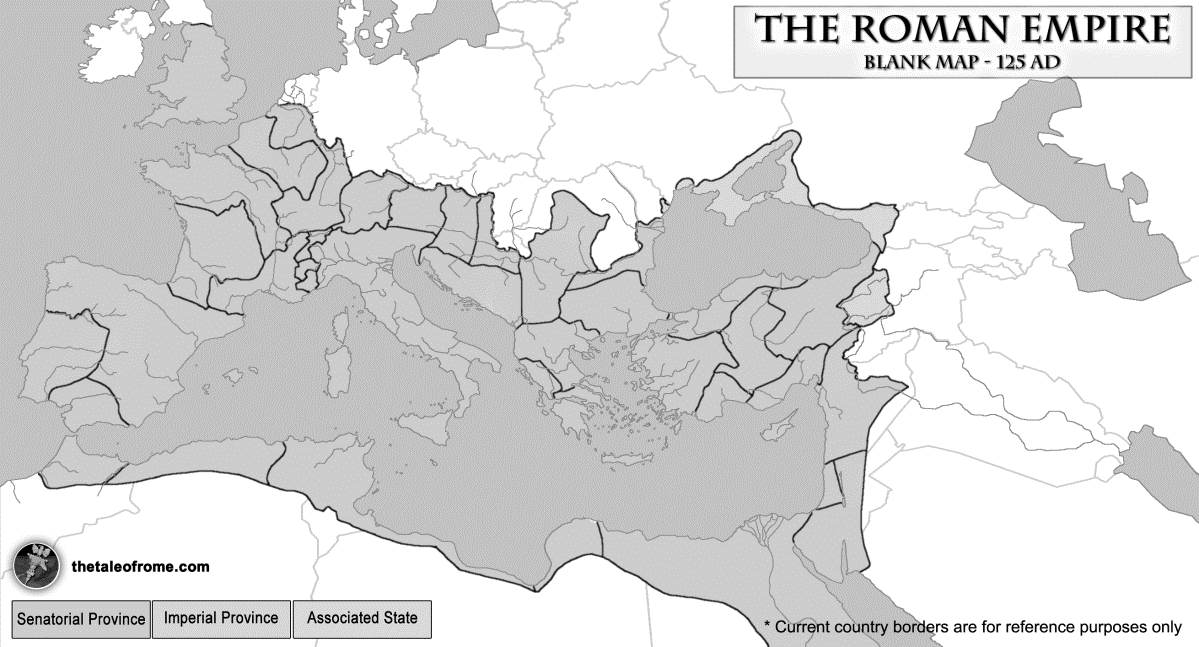 THE ROMAN EMPIRE
BLANK MAP - 125 AD
thetaleofrome.com
Senatorial Province
Imperial Province
Associated State
* Current country borders are for reference purposes only